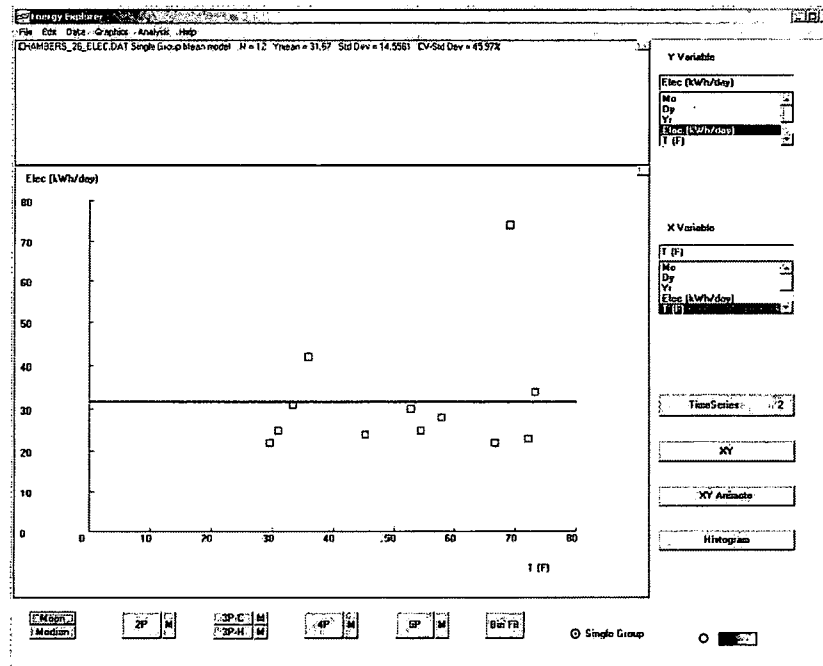 Energy Explorer
File Edit Data Graphics Analysis Help
CHAMBERS_26_ELEC.DAT Single Group Mean model N = 12 Ymean = 31.67 Std Dev = 14.5561 CV-Std Dev = 45.97%
Y Variable
Elec (kWh/day)
Mo
Dy
Yr
Elec (kWh/day)
T (F)
Elec (kWh/day)
80
70
60
50
40
30
20
10
0
0 10 20 30 40 .50 60 70 80
T (F)
X Variable
T (F)
Mo
Dy
Yr
Elec (kWh/day)
T (F)
TimeSeries 2
XY
XY Animate
Histogram
Mean
Median
2P M
3P-C M
3P-H M
4P M
5P M
Bin Fit
Single Group